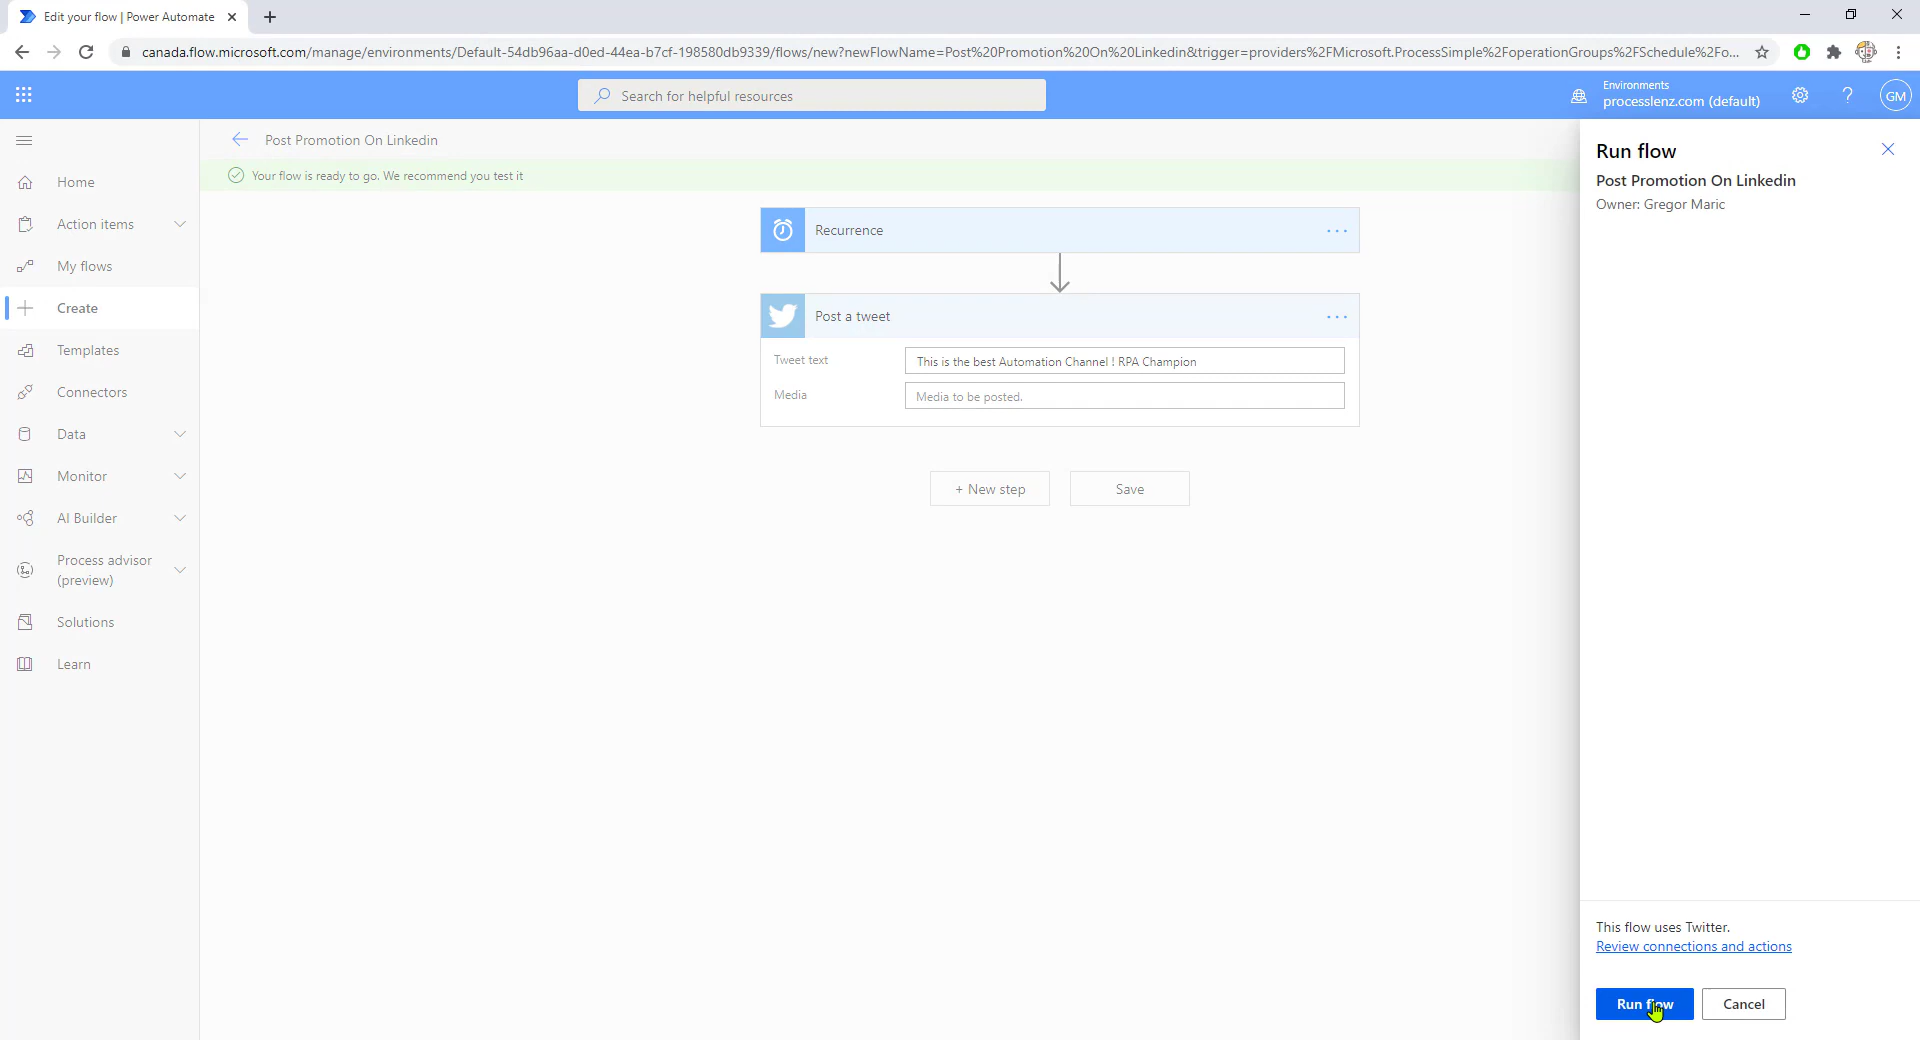 Edit your flow | Power Automate
canada.flow.microsoft.com/manage/environments/Default-54db96aa-d0ed-44ea-b7cf-198580db9339/flows/new?newFlowName=Post%20Promotion%20On%20Linkedin&trigger=providers%2FMicrosoft.ProcessSimple%2FoperationGroups%2FSchedule%2Fo...
Search for helpful resources
Environments
processlenz.com (default)
?
GM
Post Promotion On Linkedin
Your flow is ready to go. We recommend you test it
Home
Action items
My flows
Create
Templates
Connectors
Data
Monitor
AI Builder
Process advisor
(preview)
Solutions
Learn
Recurrence
Post a tweet
Tweet text
This is the best Automation Channel ! RPA Champion
Media
Media to be posted.
+ New step
Save
Run flow
Post Promotion On Linkedin
Owner: Gregor Maric
This flow uses Twitter.
Review connections and actions
Run flow
Cancel